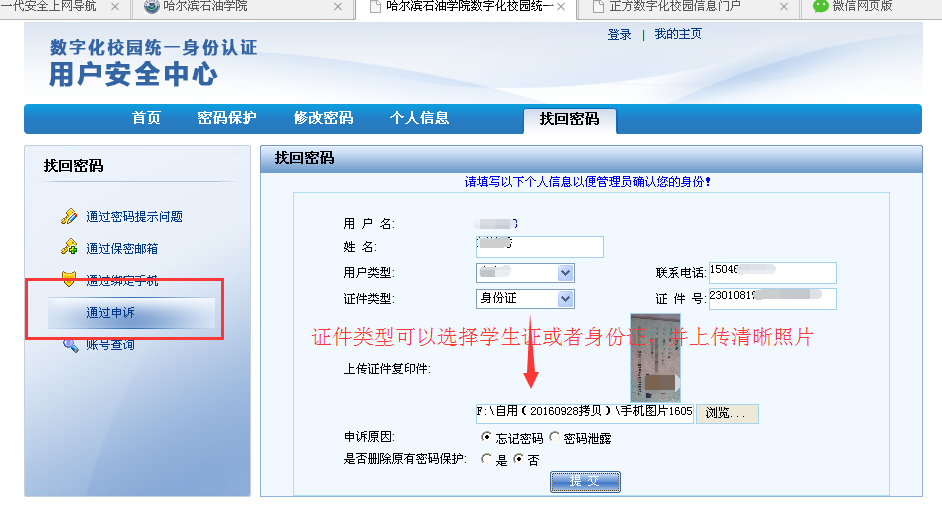 一代安全上网导航
哈尔滨石油学院
哈尔滨石油学院数字化校园统一
正方数字化校园信息门户
微信网页版
数字化校园统一身份认证
用户安全中心
登录 | 我的主页
首页 密码保护 修改密码 个人信息 找回密码
找回密码
通过密码提示问题
通过保密邮箱
通过绑定手机
通过申诉
账号查询
找回密码
请填写以下个人信息以便管理员确认您的身份!
用 户 名:
姓 名:
用户类型:
联系电话: 1504
证件类型: 身份证
证 件 号: 2301081
证件类型可以选择学生证或者身份证,并上传清晰照片
上传证件复印件:
F:\自用(20160928拷贝)\手机图片1605
浏览...
申诉原因: 忘记密码 密码泄露
是否删除原有密码保护: 是 否
提 交